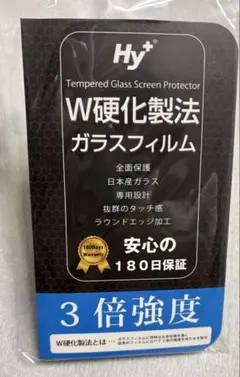 Hy+®
Tempered Glass Screen Protector
W硬化製法
ガラスフィルム
全面保護
日本産ガラス
専用設計
抜群のタッチ感
ラウンドエッジ加工
180Days
Warranty
安心の
180日保証
3倍強度
W硬化製法とは…